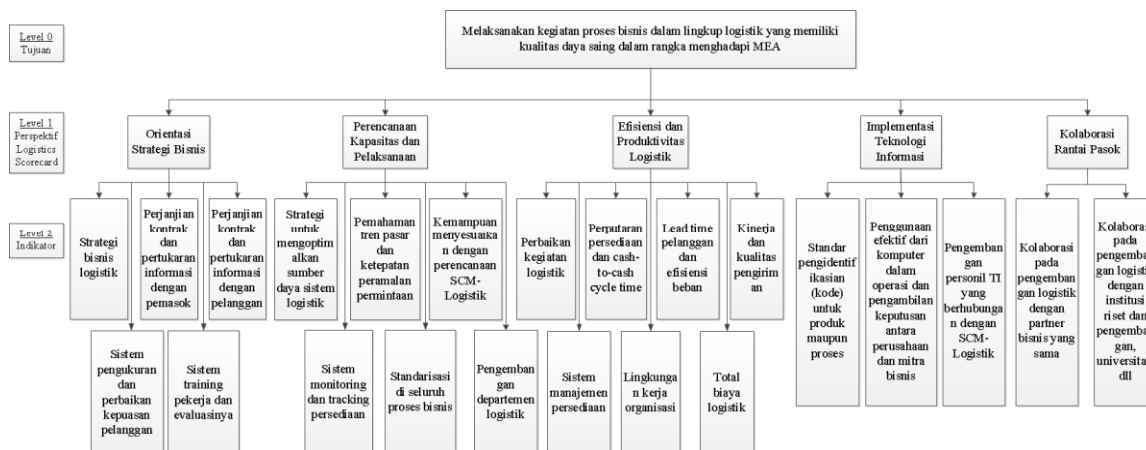 Level 0
Tujuan
Melaksanakan kegiatan proses bisnis dalam lingkup logistik yang memiliki
kualitas daya saing dalam rangka menghadapi MEA
Level 1
Perspektif
Logistics
Scorecard
Orientasi
Strategi Bisnis
Perencanaan
Kapasitas dan
Pelaksanaan
Efisiensi dan
Produktivitas
Logistik
Implementasi
Teknologi
Informasi
Kolaborasi
Rantai Pasok
Level 2
Indikator
Strategi
bisnis
logistik
Perjanjian
kontrak
dan
pertukaran
informasi
dengan
pemasok
Perjanjian
kontrak
dan
pertukaran
informasi
dengan
pelanggan
Strategi
untuk
mengoptim
alkan
sumber
daya sistem
logistik
Pemahaman
tren pasar
dan
ketepatan
peramalan
permintaan
Kemampuan
menyesuaika
n dengan
perencanaan
SCM-
Logistik
Perbaikan
kegiatan
logistik
Perputaran
persediaan
dan cash-
to-cash
cycle time
Lead time
pelanggan
dan
efisiensi
beban
Kinerja
dan
kualitas
pengirim
an
Standar
pengidentif
ikasian
(kode)
untuk
produk
maupun
proses
Penggunaan
efektif dari
komputer
dalam
operasi dan
pengambilan
keputusan
antara
perusahaan
dan mitra
bisnis
Pengemban
gan
personil TI
yang
berhubung
an dengan
SCM-
Logistik
Kolaborasi
pada
pengemban
gan logistik
dengan
partner
bisnis yang
sama
Kolaborasi
pada
pengemban
gan logistik
dengan
institusi
riset dan
pengemban
gan,
universitas
dll
Sistem
pengukuran
dan
perbaikan
kepuasan
pelanggan
Sistem
training
pekerja dan
evaluasinya
Sistem
monitoring
dan tracking
persediaan
Standarisasi
di seluruh
proses bisnis
Pengemban
gan
departemen
logistik
Sistem
manajemen
persediaan
Lingkunga
n kerja
organisasi
Total
biaya
logistik